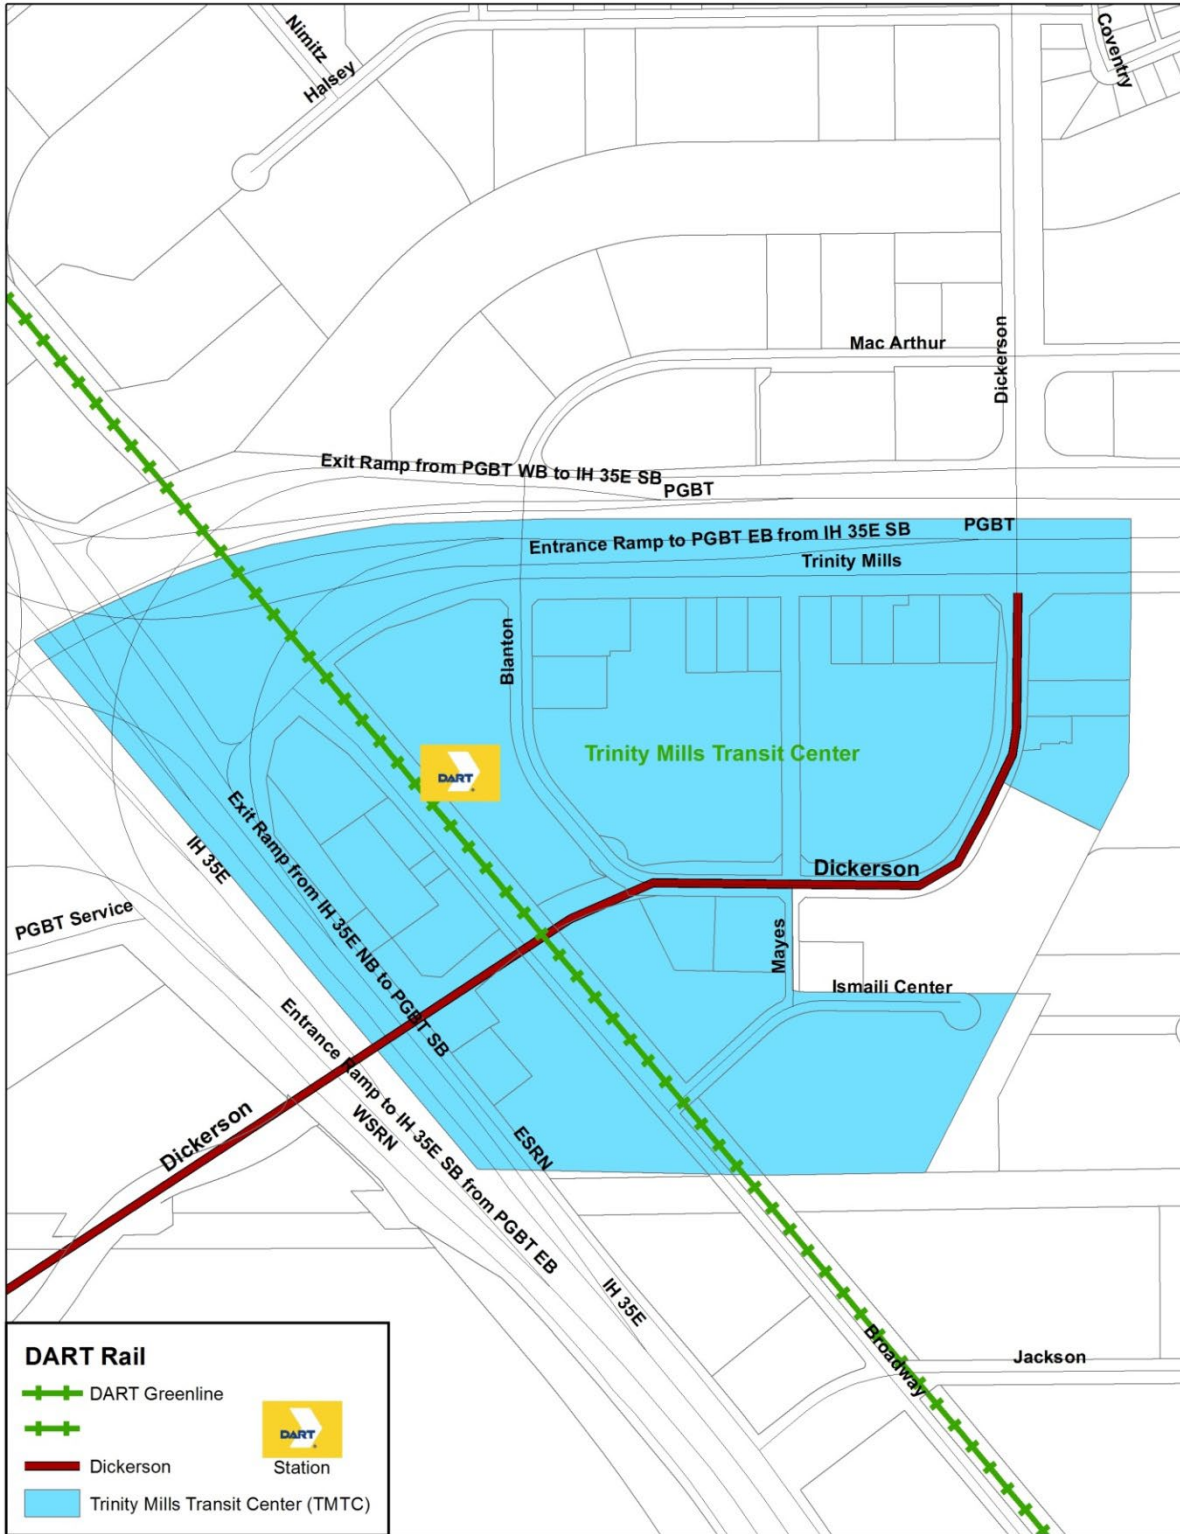 Nimitz
Halsey
Coventry
Mac Arthur
Dickerson
Exit Ramp from PGBT WB to IH 35E SB
PGBT
PGBT
Entrance Ramp to PGBT EB from IH 35E SB
Trinity Mills
Blanton
Trinity Mills Transit Center
DART
Exit Ramp from IH 35E NB to PGBT SB
IH 35E
Dickerson
PGBT Service
Mayes
Ismaili Center
Entrance Ramp to IH 35E SB from PGBT EB
WSRN
ESRN
Dickerson
IH 35E
Broadway
Jackson
DART Rail
DART Greenline
DART
Station
Dickerson
Trinity Mills Transit Center (TMTC)